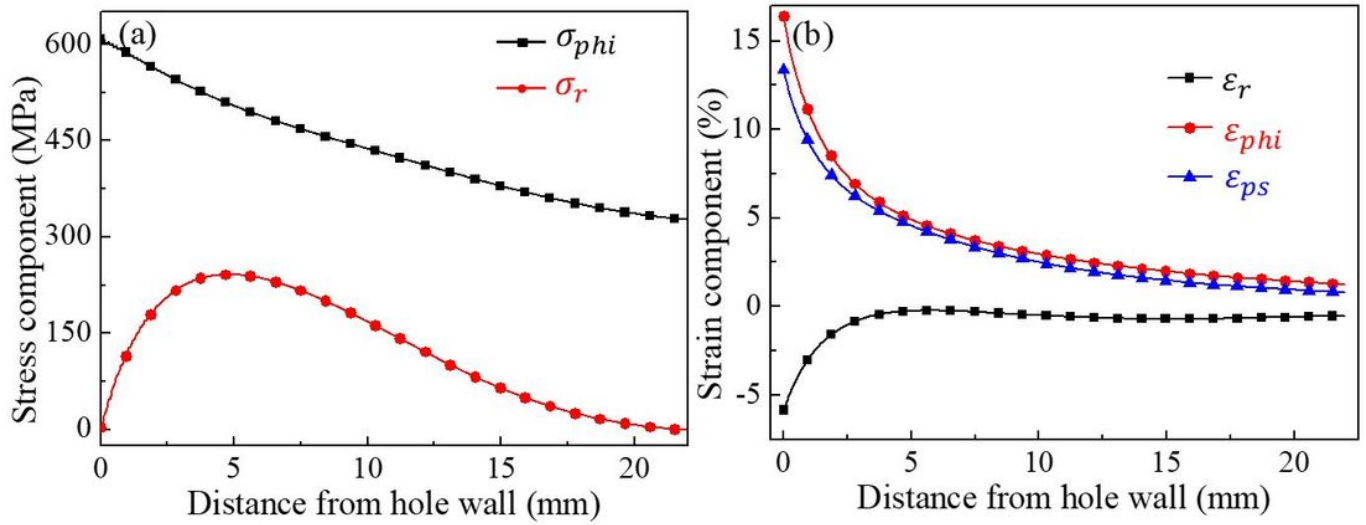 (a)
σ_phi
σ_r
600
450
300
150
0
Stress component (MPa)
0 5 10 15 20
Distance from hole wall (mm)
(b)
ε_r
ε_phi
ε_ps
15
10
5
0
-5
Strain component (%)
0 5 10 15 20
Distance from hole wall (mm)